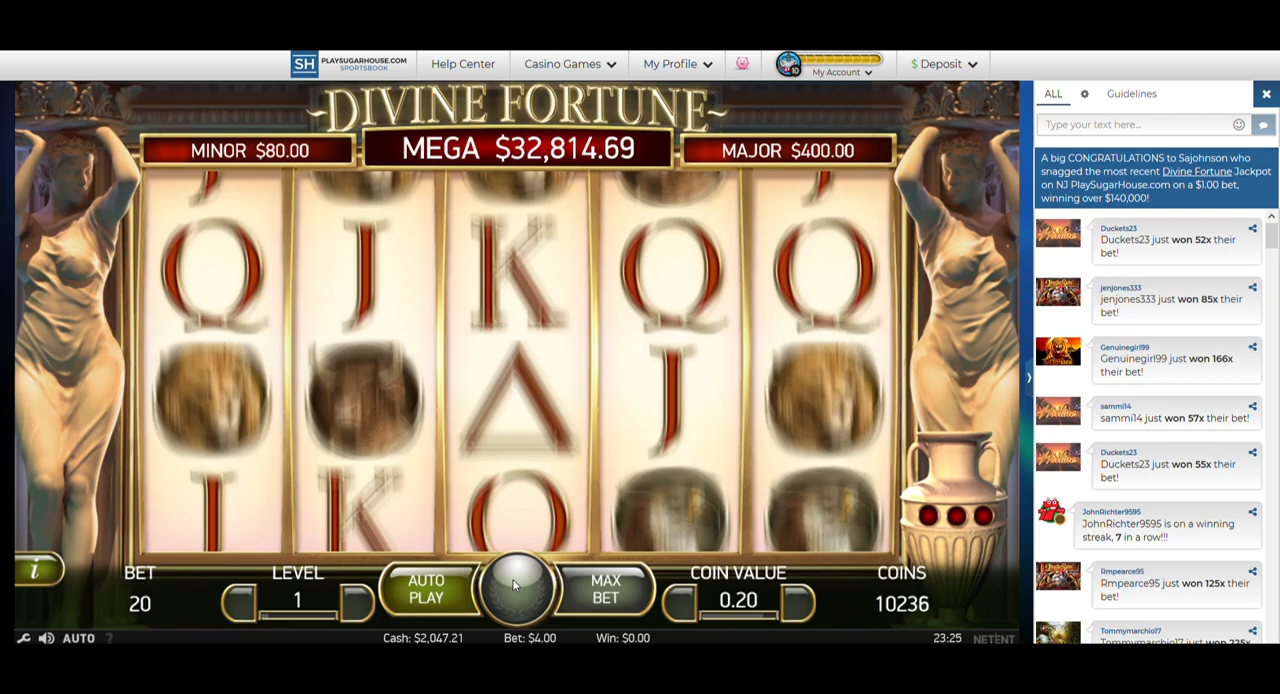 SH PLAYSUGARHOUSE.COM
SPORTSBOOK
Help Center
Casino Games
My Profile
10
My Account
$ Deposit
~DIVINE FORTUNE~
MINOR $80.00
MEGA $32,814.69
MAJOR $400.00
J J
Q J K Q Q
J
K Q
i
BET
20
LEVEL
1
AUTO
PLAY
MAX
BET
COIN VALUE
0.20
COINS
10236
AUTO ?
Cash: $2,047.21
Bet: $4.00
Win: $0.00
23:25
NETENT
ALL
Guidelines
Type your text here...
A big CONGRATULATIONS to Sajohnson who
snagged the most recent Divine Fortune Jackpot
on NJ PlaySugarHouse.com on a $1.00 bet,
winning over $140,000!
Duckets23
Duckets23 just won 52x their
bet!
jenjones333
jenjones333 just won 85x their
bet!
Genuinegirl99
Genuinegirl99 just won 166x
their bet!
sammi14
sammi14 just won 57x their bet!
Duckets23
Duckets23 just won 55x their
bet!
JohnRichter9595
JohnRichter9595 is on a winning
streak, 7 in a row!!!
Rmpearce95
Rmpearce95 just won 125x their
bet!
Tommymarchio17
Tommymarchio17 just won 225x